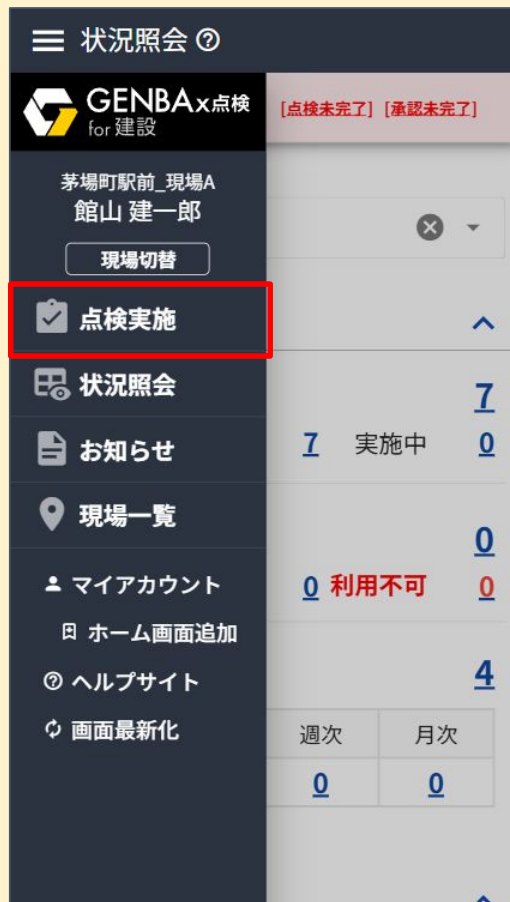 状況照会
GENBAx点検
for 建設
[点検未完了] [承認未完了]
茅場町駅前_現場A
館山 建一郎
現場切替
点検実施
状況照会
7
お知らせ
7 実施中 0
現場一覧
0
マイアカウント
0 利用不可 0
ホーム画面追加
ヘルプサイト
4
画面最新化
週次 月次
0 0